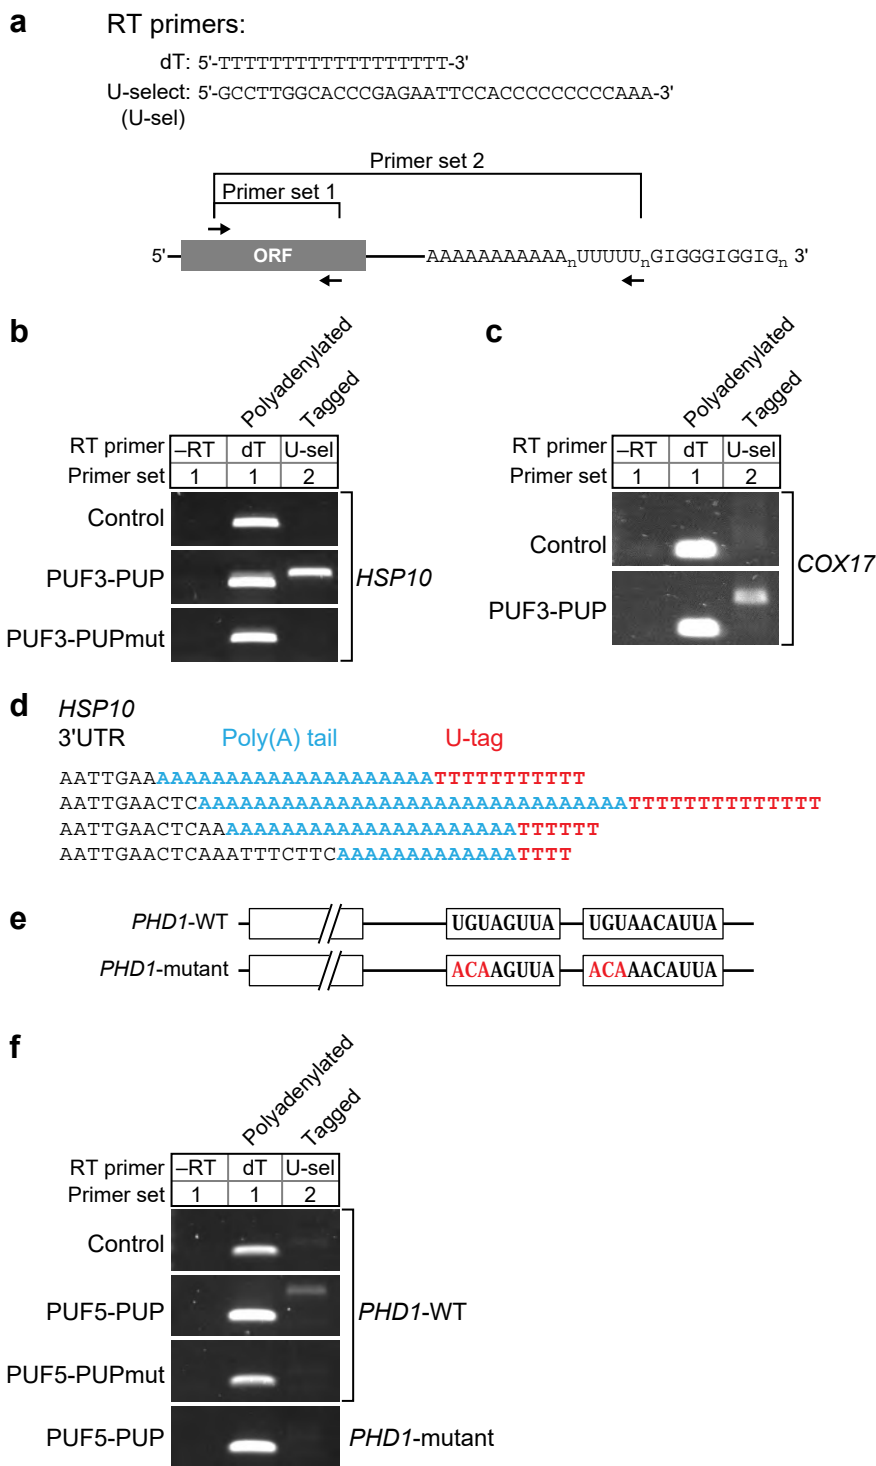 a
RT primers:
dT: 5'-TTTTTTTTTTTTTTTTTT-3'
U-select: 5'-GCCTTGGCACCCGAGAATTCCACCCCCCCCCAAA-3'
(U-sel)
Primer set 2
Primer set 1
5' ORF AAAAAAAAAAAnUUUUUnGIGGGIGGIGn 3'
b
Polyadenylated
Tagged
RT primer –RT dT U-sel
Primer set 1 1 2
Control
PUF3-PUP
PUF3-PUPmut
HSP10
c
Polyadenylated
Tagged
RT primer –RT dT U-sel
Primer set 1 1 2
Control
PUF3-PUP
COX17
d
HSP10
3'UTR Poly(A) tail U-tag
AATTGAAAAAAAAAAAAAAAAAAAAAATTTTTTTTTTT
AATTGAACTCAAAAAAAAAAAAAAAAAAAAAAAAAAAAAAATTTTTTTTTTTTTT
AATTGAACTCAAAAAAAAAAAAAAAAAAAAAAATTTTTT
AATTGAACTCAAATTTCTTCAAAAAAAAAAAAATTTT
e
PHD1-WT UGUAGUUA UGUAACAUUA
PHD1-mutant ACAAGUUA ACAAACAUUA
f
Polyadenylated
Tagged
RT primer –RT dT U-sel
Primer set 1 1 2
Control
PUF5-PUP
PUF5-PUPmut
PHD1-WT
PUF5-PUP PHD1-mutant